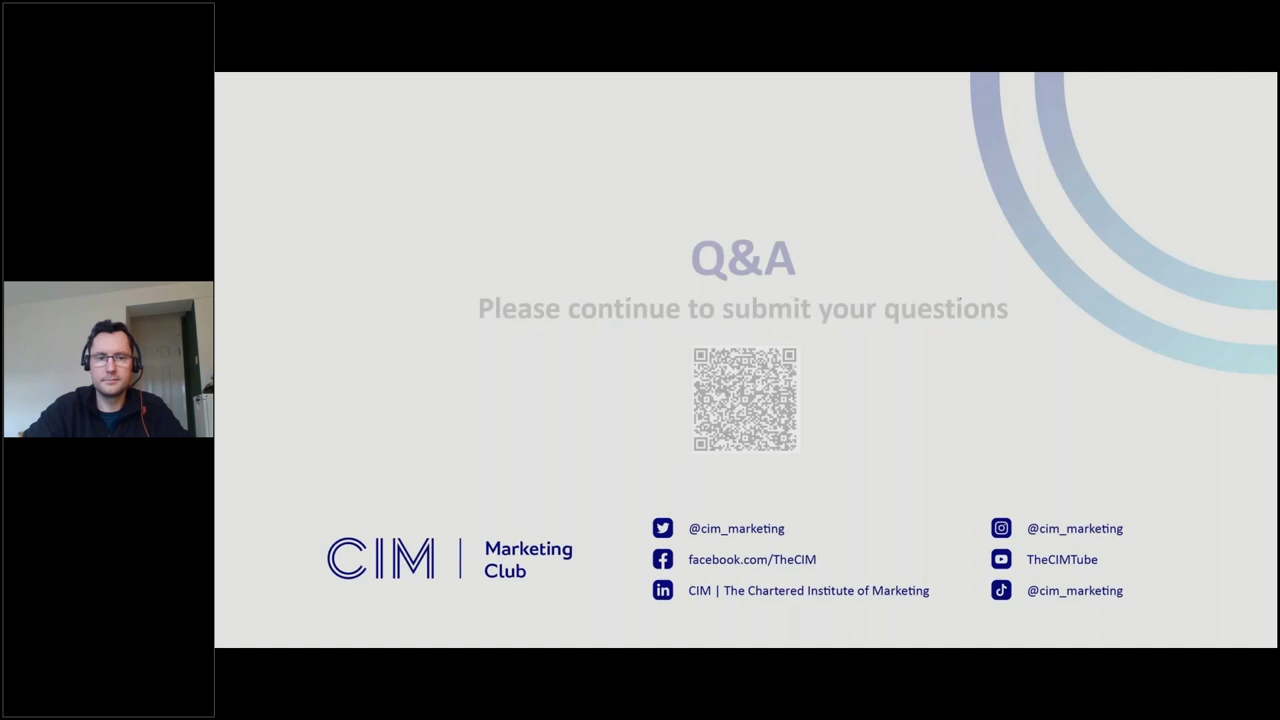 Q&A
Please continue to submit your questions
CIM | Marketing Club
@cim_marketing
facebook.com/TheCIM
CIM | The Chartered Institute of Marketing
@cim_marketing
TheCIMTube
@cim_marketing